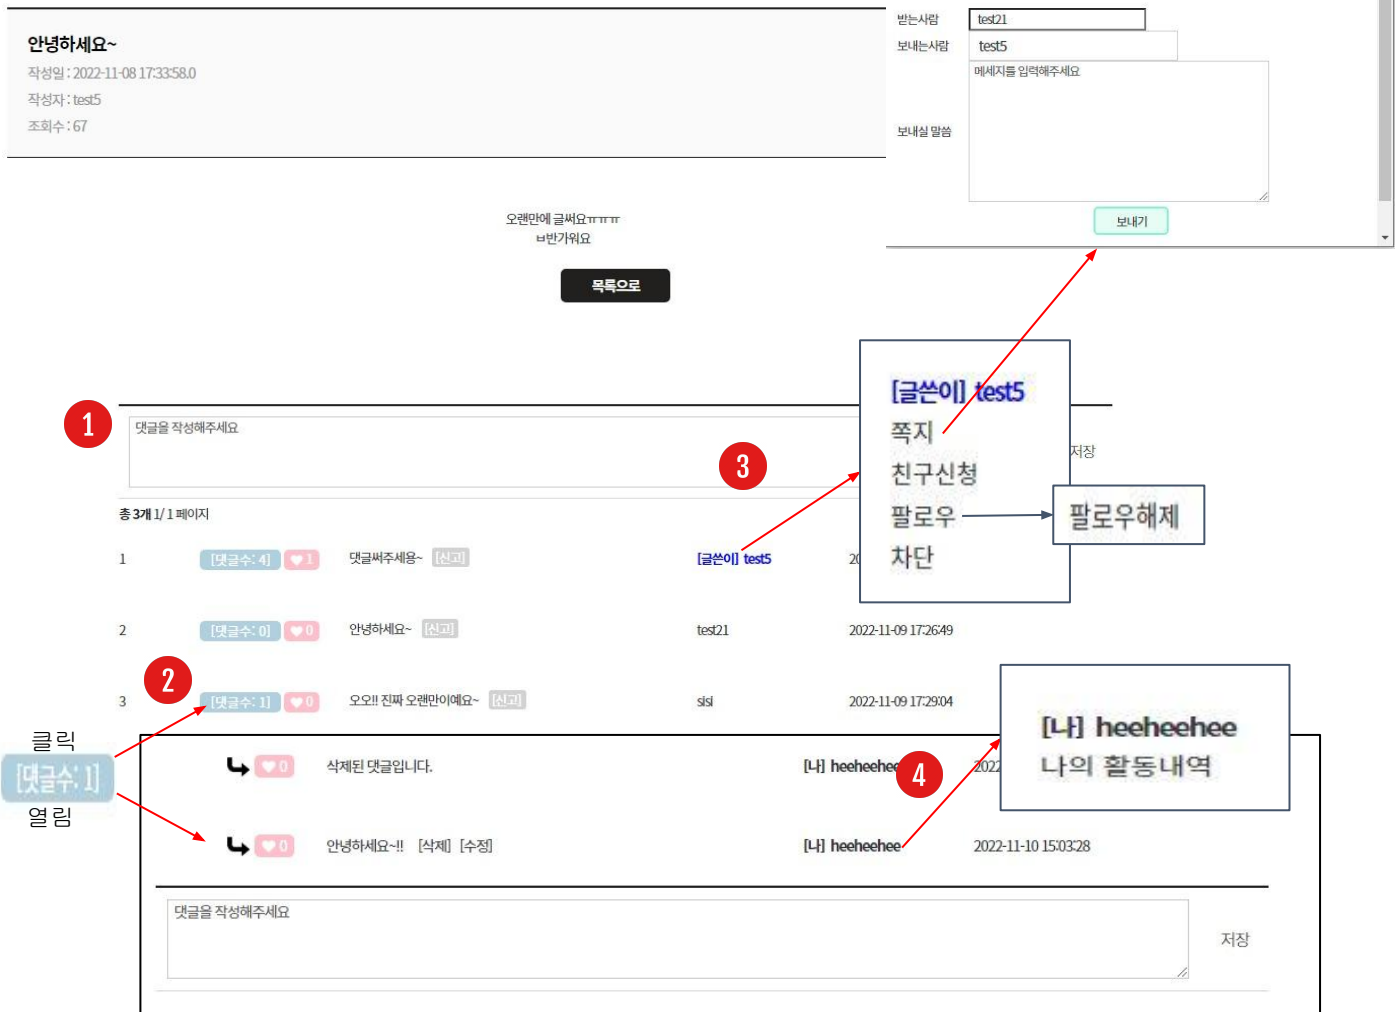 안녕하세요~
작성일 : 2022-11-08 17:33:58.0
작성자 : test5
조회수 : 67
받는사람 test21
보내는사람 test5
메세지를 입력해주세요
보내실 말씀
보내기
오랜만에 글써요ㅠㅠㅠ
ㅂ반가워요
목록으로
1
댓글을 작성해주세요
저장
3
[글쓴이] test5
쪽지
친구신청
팔로우
차단
팔로우해제
총 3개 1/ 1 페이지
1 [댓글수: 4] 1 댓글써주세용~ [신고] [글쓴이] test5 20
2 [댓글수: 0] 0 안녕하세요~ [신고] test21 2022-11-09 17:26:49
2
3 [댓글수: 1] 0 오오!! 진짜 오랜만이예요~ [신고] sisi 2022-11-09 17:29:04
클릭
[댓글수: 1]
열림
[나] heeheehee
나의 활동내역
0 삭제된 댓글입니다. [나] heeheehee 2022
4
0 안녕하세요~!! [삭제] [수정] [나] heeheehee 2022-11-10 15:03:28
댓글을 작성해주세요
저장